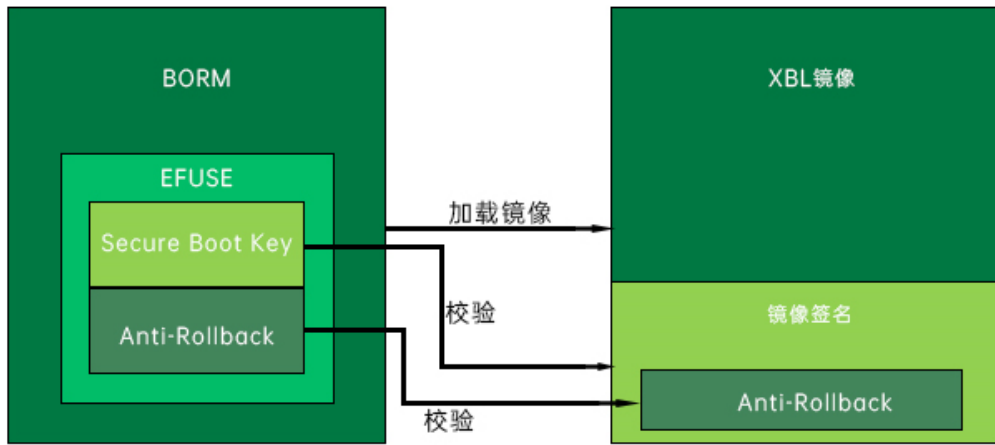 BORM
EFUSE
Secure Boot Key
Anti-Rollback
加载镜像
校验
校验
XBL镜像
镜像签名
Anti-Rollback